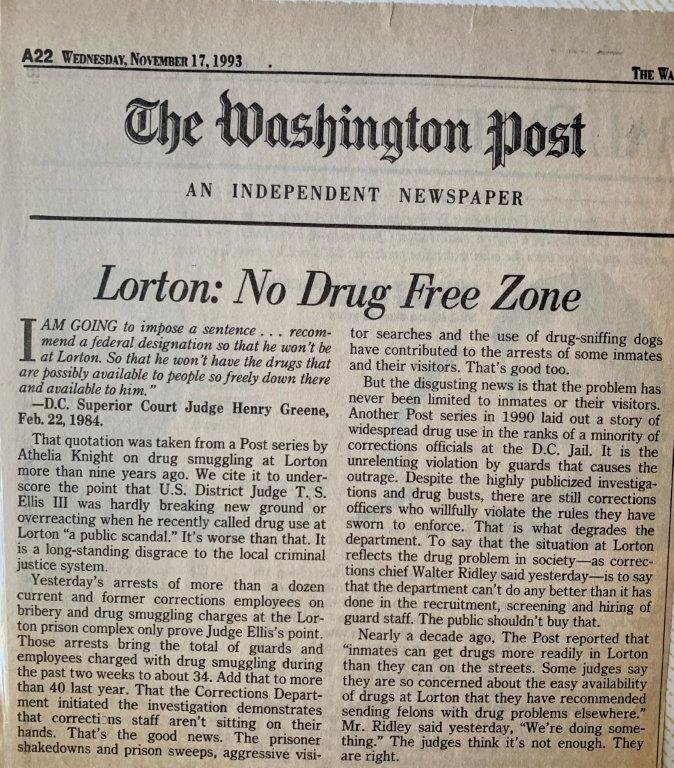 A22 WEDNESDAY, NOVEMBER 17, 1993
THE WA
The Washington Post
AN INDEPENDENT NEWSPAPER
Lorton: No Drug Free Zone
I AM GOING to impose a sentence . . . recom-
mend a federal designation so that he won't be
at Lorton. So that he won't have the drugs that
are possibly available to people so freely down there
and available to him."
—D.C. Superior Court Judge Henry Greene,
Feb. 22, 1984.
That quotation was taken from a Post series by
Athelia Knight on drug smuggling at Lorton
more than nine years ago. We cite it to under-
score the point that U.S. District Judge T. S.
Ellis III was hardly breaking new ground or
overreacting when he recently called drug use at
Lorton "a public scandal." It's worse than that. It
is a long-standing disgrace to the local criminal
justice system.
Yesterday's arrests of more than a dozen
current and former corrections employees on
bribery and drug smuggling charges at the Lor-
ton prison complex only prove Judge Ellis's point.
Those arrests bring the total of guards and
employees charged with drug smuggling during
the past two weeks to about 34. Add that to more
than 40 last year. That the Corrections Depart-
ment initiated the investigation demonstrates
that corrections staff aren't sitting on their
hands. That's the good news. The prisoner
shakedowns and prison sweeps, aggressive visi-
tor searches and the use of drug-sniffing dogs
have contributed to the arrests of some inmates
and their visitors. That's good too.
But the disgusting news is that the problem has
never been limited to inmates or their visitors.
Another Post series in 1990 laid out a story of
widespread drug use in the ranks of a minority of
corrections officials at the D.C. Jail. It is the
unrelenting violation by guards that causes the
outrage. Despite the highly publicized investiga-
tions and drug busts, there are still corrections
officers who willfully violate the rules they have
sworn to enforce. That is what degrades the
department. To say that the situation at Lorton
reflects the drug problem in society—as correc-
tions chief Walter Ridley said yesterday—is to say
that the department can't do any better than it has
done in the recruitment, screening and hiring of
guard staff. The public shouldn't buy that.
Nearly a decade ago, The Post reported that
"inmates can get drugs more readily in Lorton
than they can on the streets. Some judges say
they are so concerned about the easy availability
of drugs at Lorton that they have recommended
sending felons with drug problems elsewhere."
Mr. Ridley said yesterday, "We're doing some-
thing." The judges think it's not enough. They
are right.